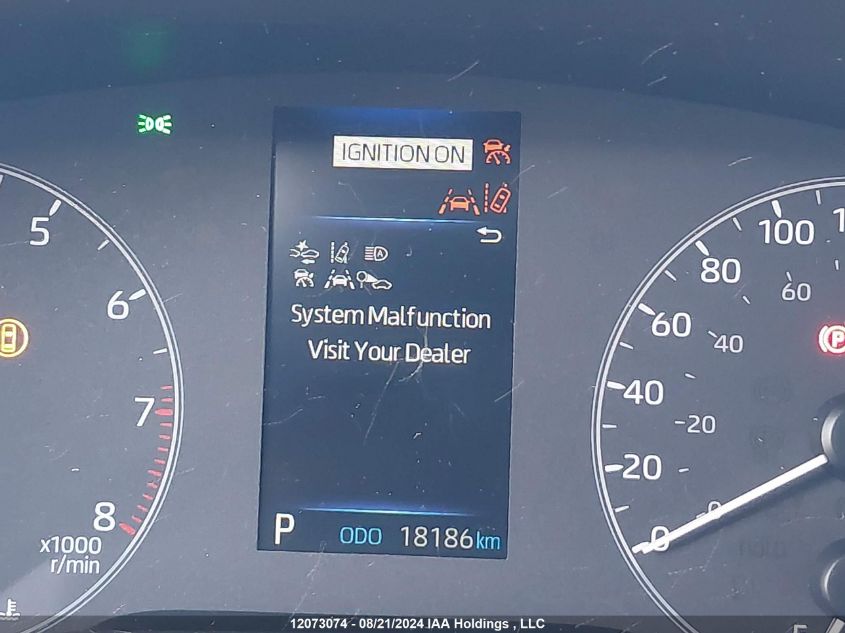 IGNITION ON
System Malfunction
Visit Your Dealer
P ODO 18186 km
5
6
7
8
x1000
r/min
100
80
60
60
40
40
20
20
0
0
P
12073074 - 08/21/2024 IAA Holdings , LLC